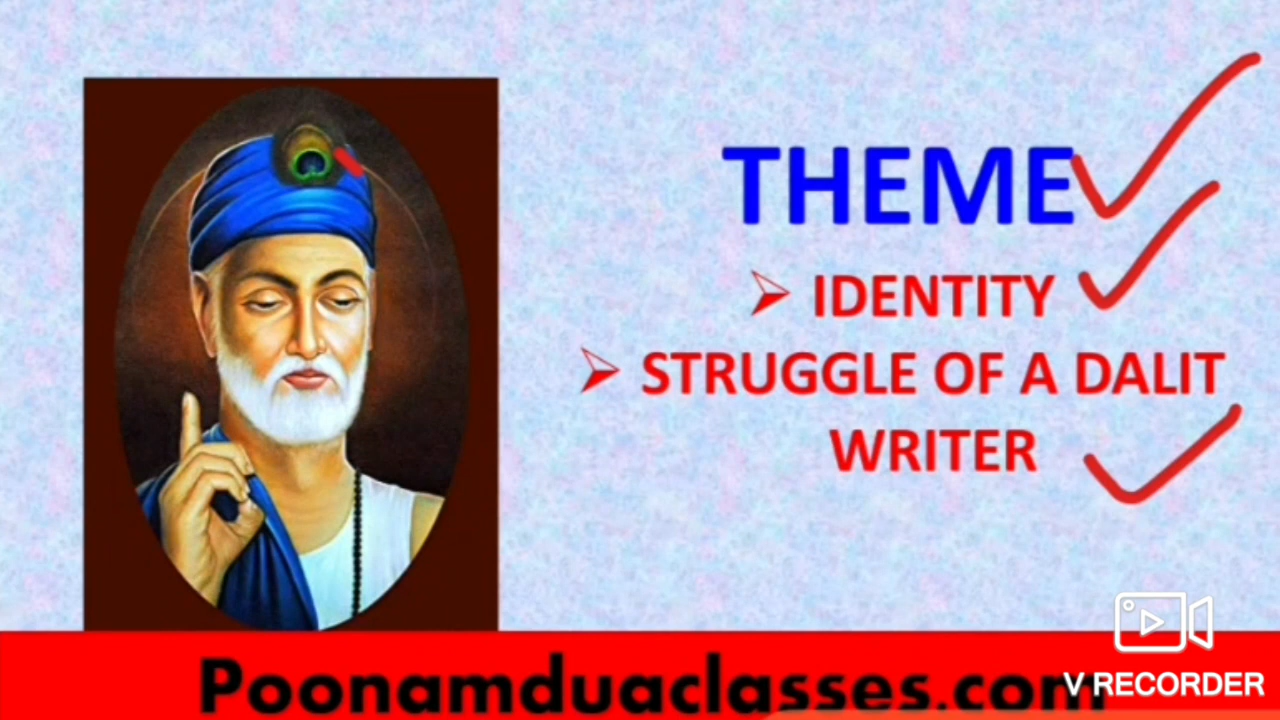 THEME
IDENTITY
STRUGGLE OF A DALIT
WRITER
Poonamduaclasses.com
V RECORDER